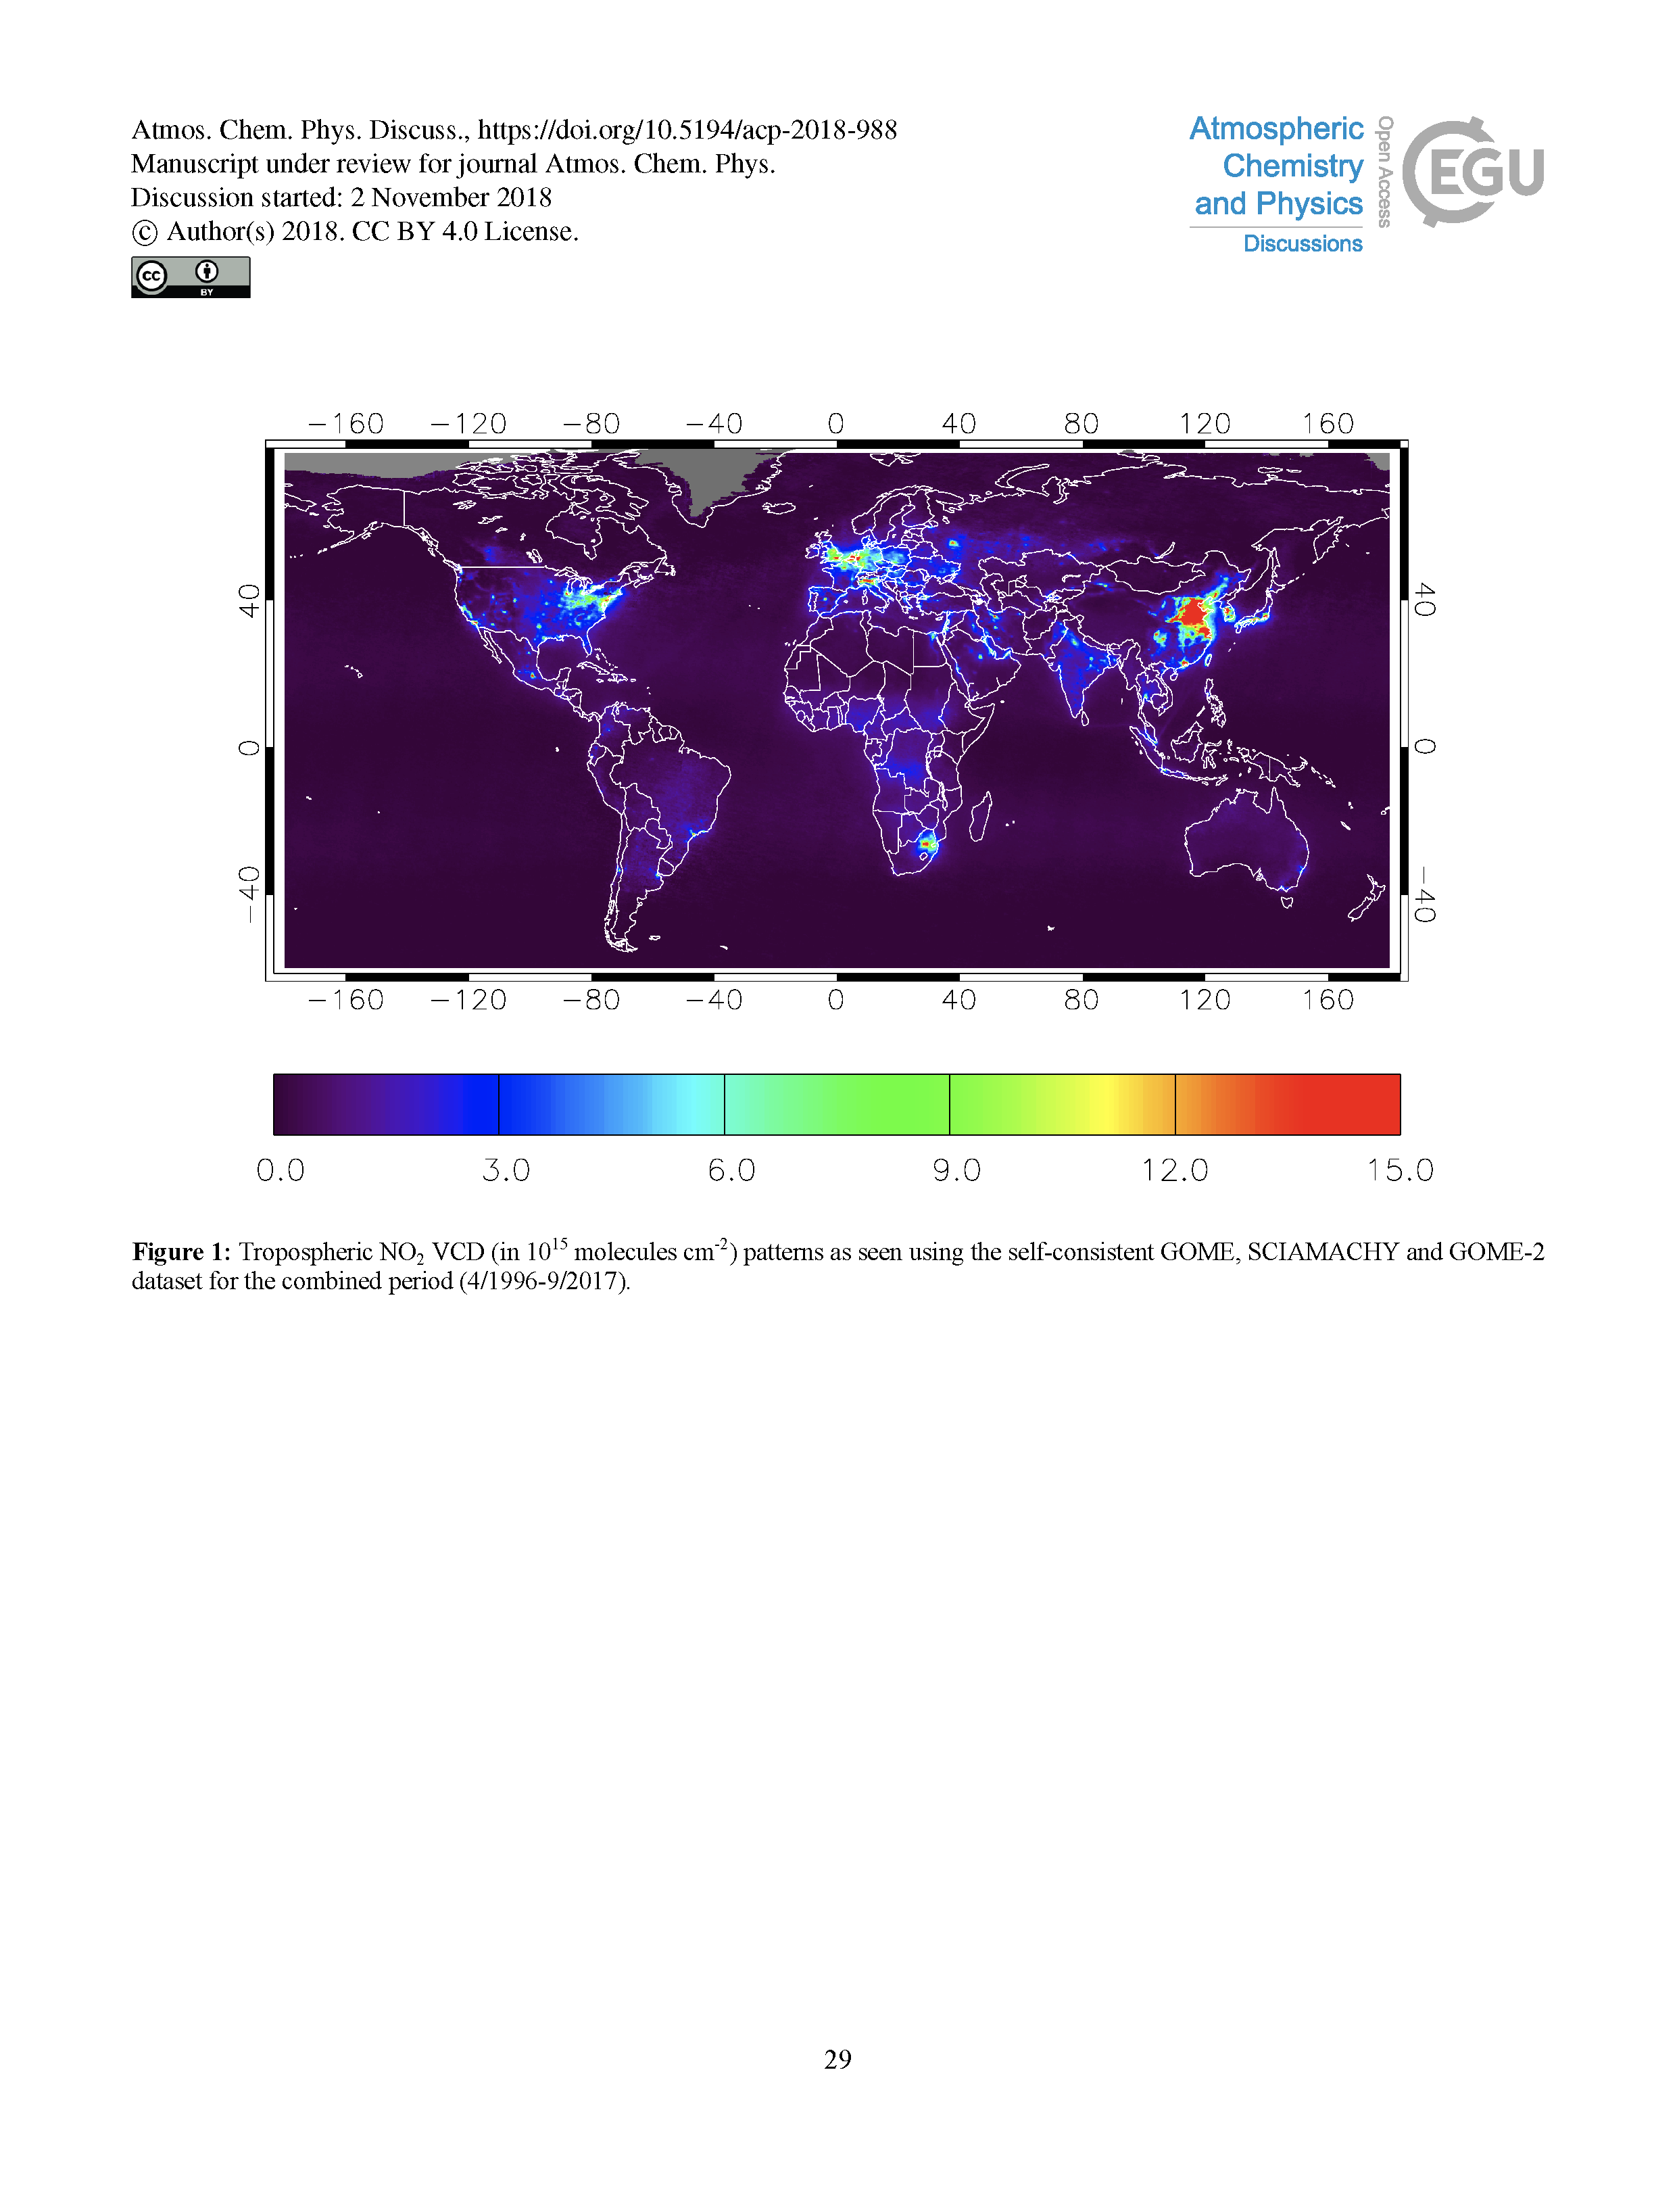 Atmos. Chem. Phys. Discuss., https://doi.org/10.5194/acp-2018-988
Manuscript under review for journal Atmos. Chem. Phys.
Discussion started: 2 November 2018
© Author(s) 2018. CC BY 4.0 License.
cc BY
Atmospheric
Chemistry
and Physics
Discussions
Open Access
EGU
−160 −120 −80 −40 0 40 80 120 160
40 0 −40
40 0 −40
−160 −120 −80 −40 0 40 80 120 160
0.0 3.0 6.0 9.0 12.0 15.0
Figure 1: Tropospheric NO₂ VCD (in 10¹⁵ molecules cm⁻²) patterns as seen using the self-consistent GOME, SCIAMACHY and GOME-2
dataset for the combined period (4/1996-9/2017).
29